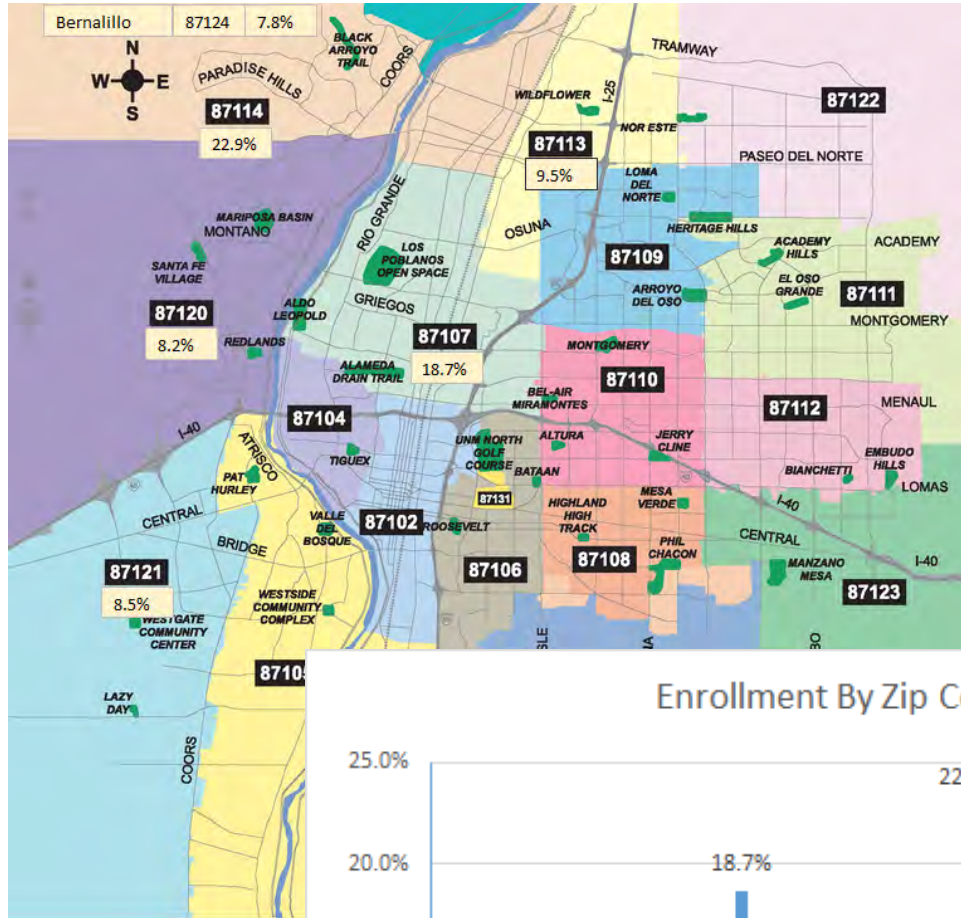 Bernalillo 87124 7.8%
N
W E
S
BLACK
ARROYO
TRAIL
COORS
PARADISE HILLS
87114
22.9%
TRAMWAY
I-25
WILDFLOWER
NOR ESTE
87122
87113
9.5%
PASEO DEL NORTE
LOMA
DEL
NORTE
HERITAGE HILLS
MARIPOSA BASIN
MONTANO
RIO GRANDE
OSUNA
LOS
POBLANOS
OPEN SPACE
SANTA FE
VILLAGE
87109
ACADEMY
HILLS
ACADEMY
EL OSO
GRANDE
87111
ARROYO
DEL OSO
GRIEGOS
ALDO
LEOPOLD
87120
8.2%
REDLANDS
87107
18.7%
MONTGOMERY
MONTGOMERY
ALAMEDA
DRAIN TRAIL
87110
BEL-AIR
MIRAMONTES
87112
MENAUL
87104
I-40
ATRISCO
TIGUEX
UNM NORTH
GOLF
COURSE
ALTURA
JERRY
CLINE
BATAAN
BIANCHETTI
EMBUDO
HILLS
LOMAS
PAT
HURLEY
87131
CENTRAL
VALLE
DEL
BOSQUE
87102
ROOSEVELT
HIGHLAND
HIGH
TRACK
MESA
VERDE
I-40
CENTRAL
BRIDGE
87106
87108
PHIL
CHACON
MANZANO
MESA
I-40
87121
8.5%
87123
WESTGATE
COMMUNITY
CENTER
WESTSIDE
COMMUNITY
COMPLEX
8710
LAZY
DAY
COORS
Enrollment By Zip C
25.0%
22
20.0%
18.7%